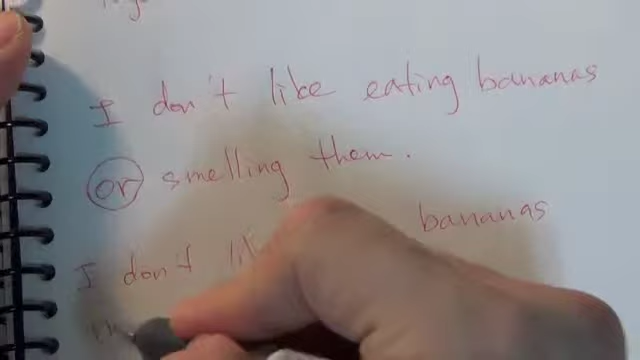 I don't like eating bananas
or smelling them.
I don't bananas